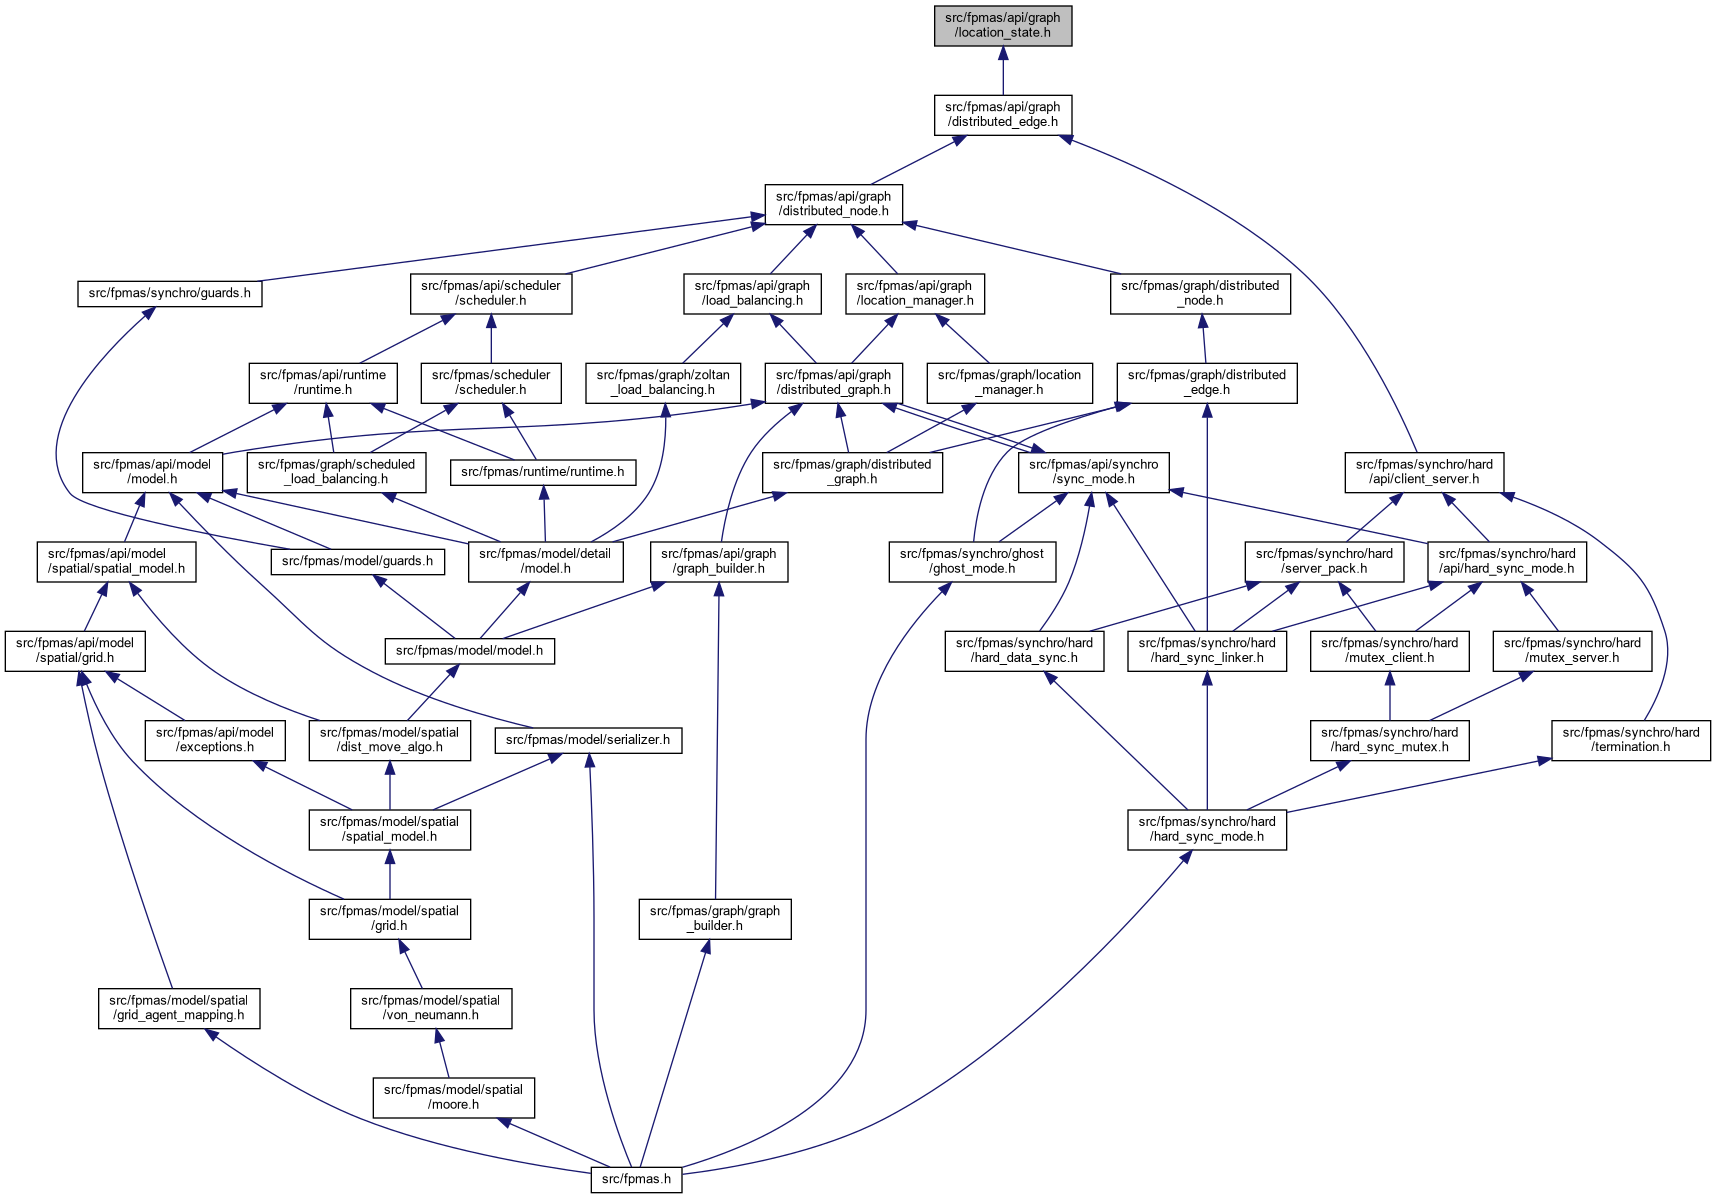 src/fpmas/api/graph
/location_state.h
src/fpmas/api/graph
/distributed_edge.h
src/fpmas/api/graph
/distributed_node.h
src/fpmas/synchro/guards.h
src/fpmas/api/scheduler
/scheduler.h
src/fpmas/api/graph
/load_balancing.h
src/fpmas/api/graph
/location_manager.h
src/fpmas/graph/distributed
_node.h
src/fpmas/api/runtime
/runtime.h
src/fpmas/scheduler
/scheduler.h
src/fpmas/graph/zoltan
_load_balancing.h
src/fpmas/api/graph
/distributed_graph.h
src/fpmas/graph/location
_manager.h
src/fpmas/graph/distributed
_edge.h
src/fpmas/api/model
/model.h
src/fpmas/graph/scheduled
_load_balancing.h
src/fpmas/runtime/runtime.h
src/fpmas/graph/distributed
_graph.h
src/fpmas/api/synchro
/sync_mode.h
src/fpmas/synchro/hard
/api/client_server.h
src/fpmas/api/model
/spatial/spatial_model.h
src/fpmas/model/guards.h
src/fpmas/model/detail
/model.h
src/fpmas/api/graph
/graph_builder.h
src/fpmas/synchro/ghost
/ghost_mode.h
src/fpmas/synchro/hard
/server_pack.h
src/fpmas/synchro/hard
/api/hard_sync_mode.h
src/fpmas/api/model
/spatial/grid.h
src/fpmas/model/model.h
src/fpmas/synchro/hard
/hard_data_sync.h
src/fpmas/synchro/hard
/hard_sync_linker.h
src/fpmas/synchro/hard
/mutex_client.h
src/fpmas/synchro/hard
/mutex_server.h
src/fpmas/api/model
/exceptions.h
src/fpmas/model/spatial
/dist_move_algo.h
src/fpmas/model/serializer.h
src/fpmas/synchro/hard
/hard_sync_mutex.h
src/fpmas/synchro/hard
/termination.h
src/fpmas/model/spatial
/spatial_model.h
src/fpmas/synchro/hard
/hard_sync_mode.h
src/fpmas/model/spatial
/grid.h
src/fpmas/graph/graph
_builder.h
src/fpmas/model/spatial
/grid_agent_mapping.h
src/fpmas/model/spatial
/von_neumann.h
src/fpmas/model/spatial
/moore.h
src/fpmas.h